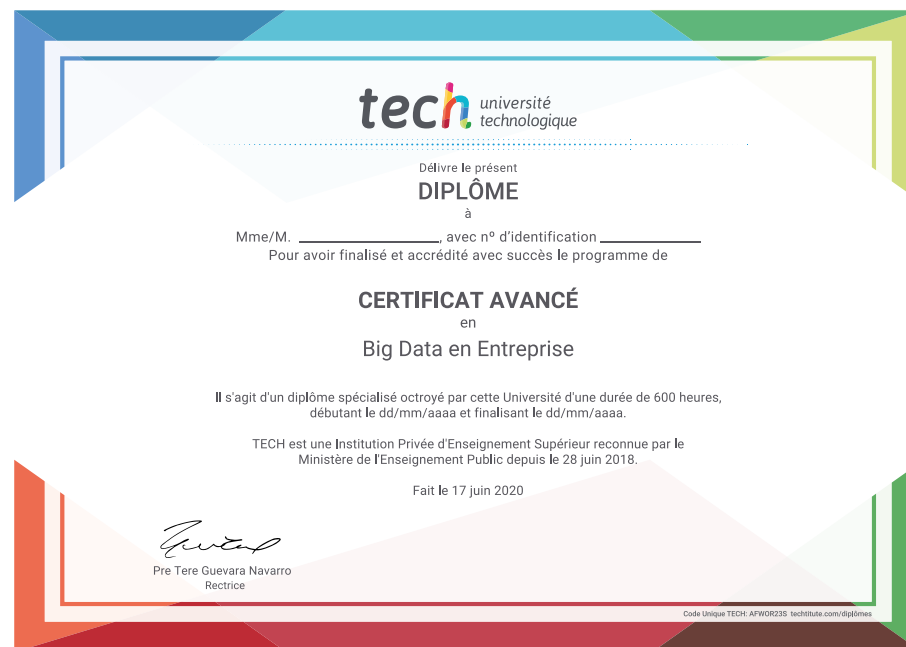 tech université
technologique
Délivre le présent
DIPLÔME
à
Mme/M. ____________________, avec nº d'identification ______________
Pour avoir finalisé et accrédité avec succès le programme de
CERTIFICAT AVANCÉ
en
Big Data en Entreprise
Il s'agit d'un diplôme spécialisé octroyé par cette Université d'une durée de 600 heures,
débutant le dd/mm/aaaa et finalisant le dd/mm/aaaa.
TECH est une Institution Privée d'Enseignement Supérieur reconnue par le
Ministère de l'Enseignement Public depuis le 28 juin 2018.
Fait le 17 juin 2020
Pre Tere Guevara Navarro
Rectrice
Code Unique TECH: AFWOR23S techtitute.com/diplômes